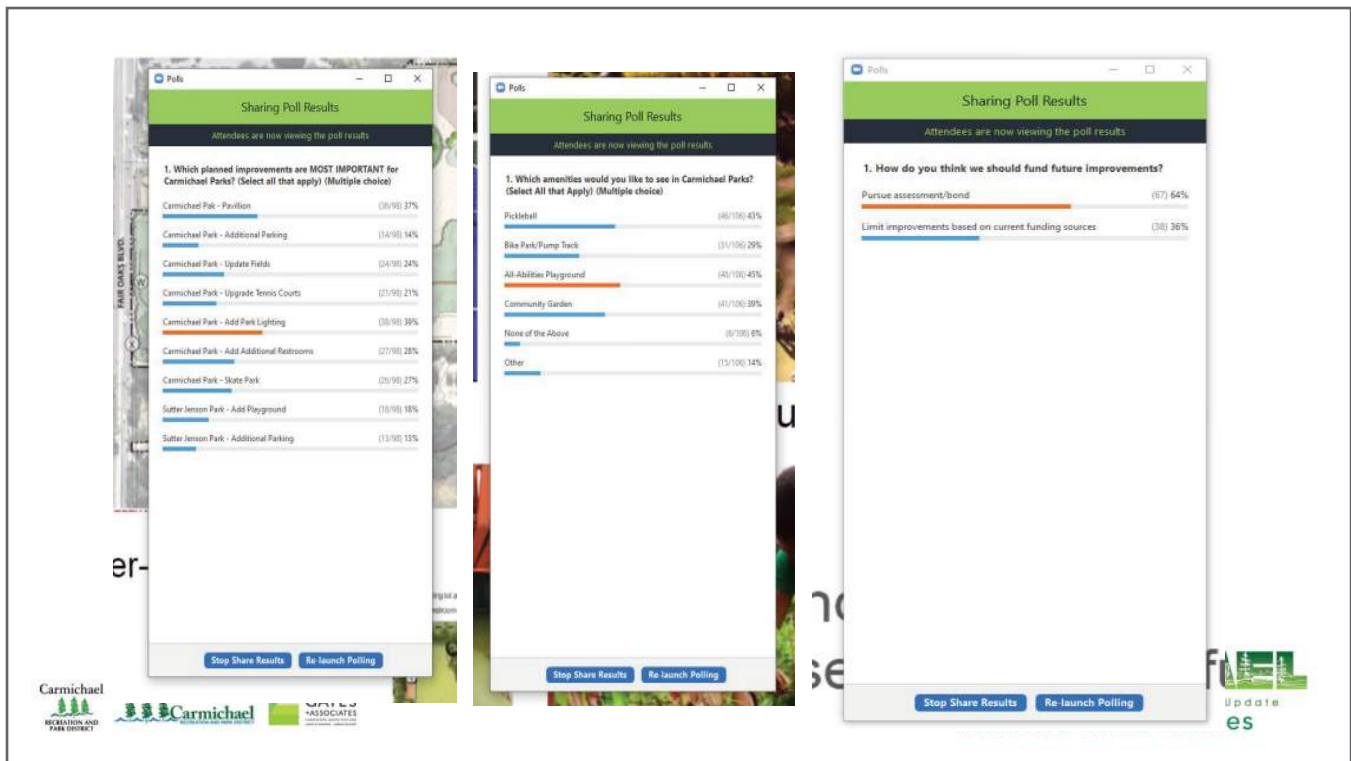 Polls
Sharing Poll Results
Attendees are now viewing the poll results
1. Which planned improvements are MOST IMPORTANT for
Carmichael Parks? (Select all that apply) (Multiple choice)
Carmichael Pak - Pavillion (36/98) 37%
Carmichael Park - Additional Parking (14/98) 14%
Carmichael Park - Update Fields (24/98) 24%
Carmichael Park - Upgrade Tennis Courts (21/98) 21%
Carmichael Park - Add Park Lighting (38/98) 39%
Carmichael Park - Add Additional Restrooms (27/98) 28%
Carmichael Park - Skate Park (26/98) 27%
Sutter Jenson Park - Add Playground (18/98) 18%
Sutter Jenson Park - Additional Parking (13/98) 13%
Stop Share Results Re-launch Polling
FAIR OAKS BLVD.
W
X
er-
Polls
Sharing Poll Results
Attendees are now viewing the poll results
1. Which amenities would you like to see in Carmichael Parks?
(Select All that Apply) (Multiple choice)
Pickleball (46/106) 43%
Bike Park/Pump Track (31/106) 29%
All-Abilities Playground (48/106) 45%
Community Garden (41/106) 39%
None of the Above (6/106) 6%
Other (15/106) 14%
Stop Share Results Re-launch Polling
u
Polls
Sharing Poll Results
Attendees are now viewing the poll results
1. How do you think we should fund future improvements?
Pursue assessment/bond (67) 64%
Limit improvements based on current funding sources (38) 36%
Stop Share Results Re-launch Polling
se
Carmichael
RECREATION AND
PARK DISTRICT
Carmichael
RECREATION AND PARK DISTRICT
GATES
+ASSOCIATES
Update
es